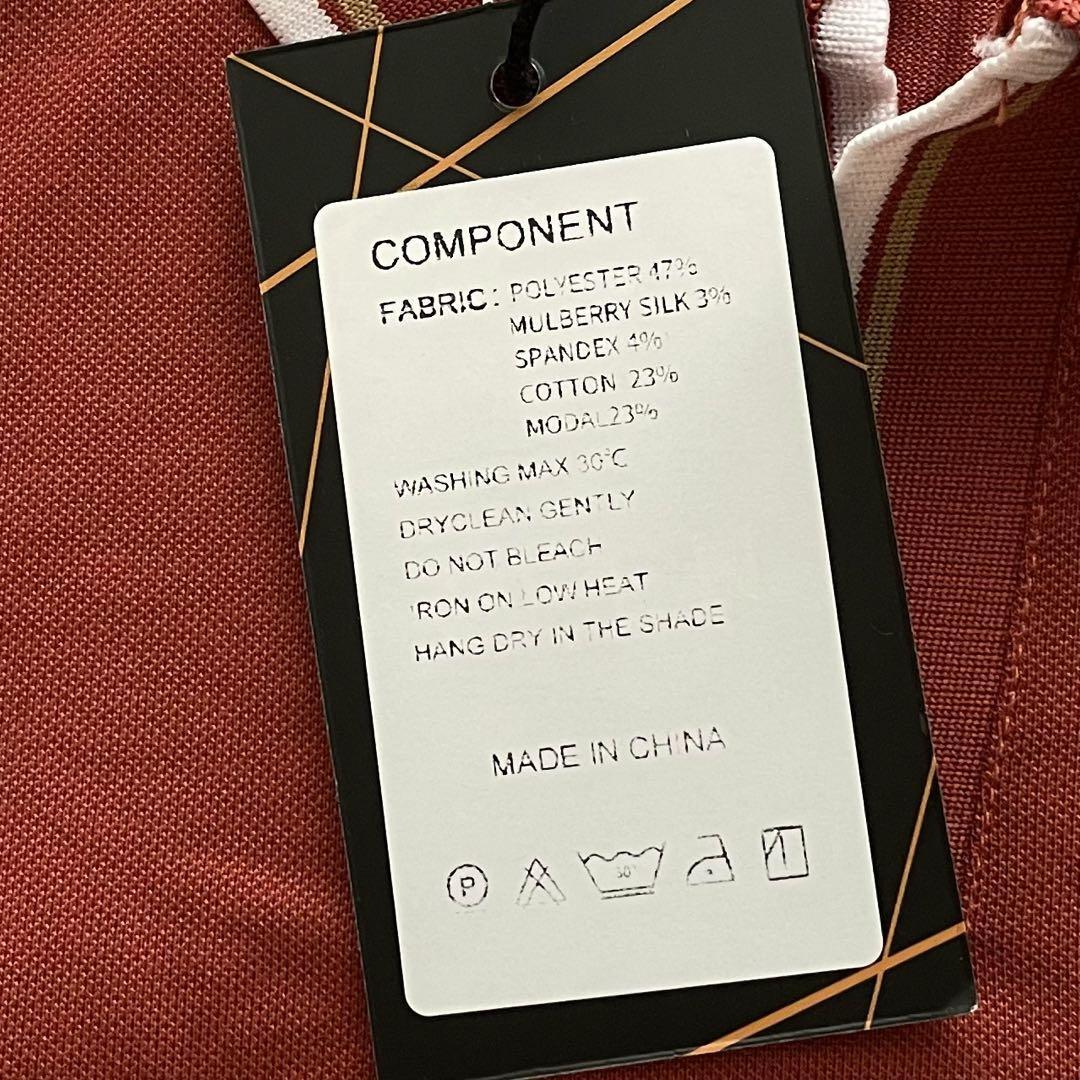 COMPONENT
FABRIC: POLYESTER 47%
MULBERRY SILK 3%
SPANDEX 4%
COTTON 23%
MODAL23%
WASHING MAX 30°C
DRYCLEAN GENTLY
DO NOT BLEACH
IRON ON LOW HEAT
HANG DRY IN THE SHADE
MADE IN CHINA
P 30°